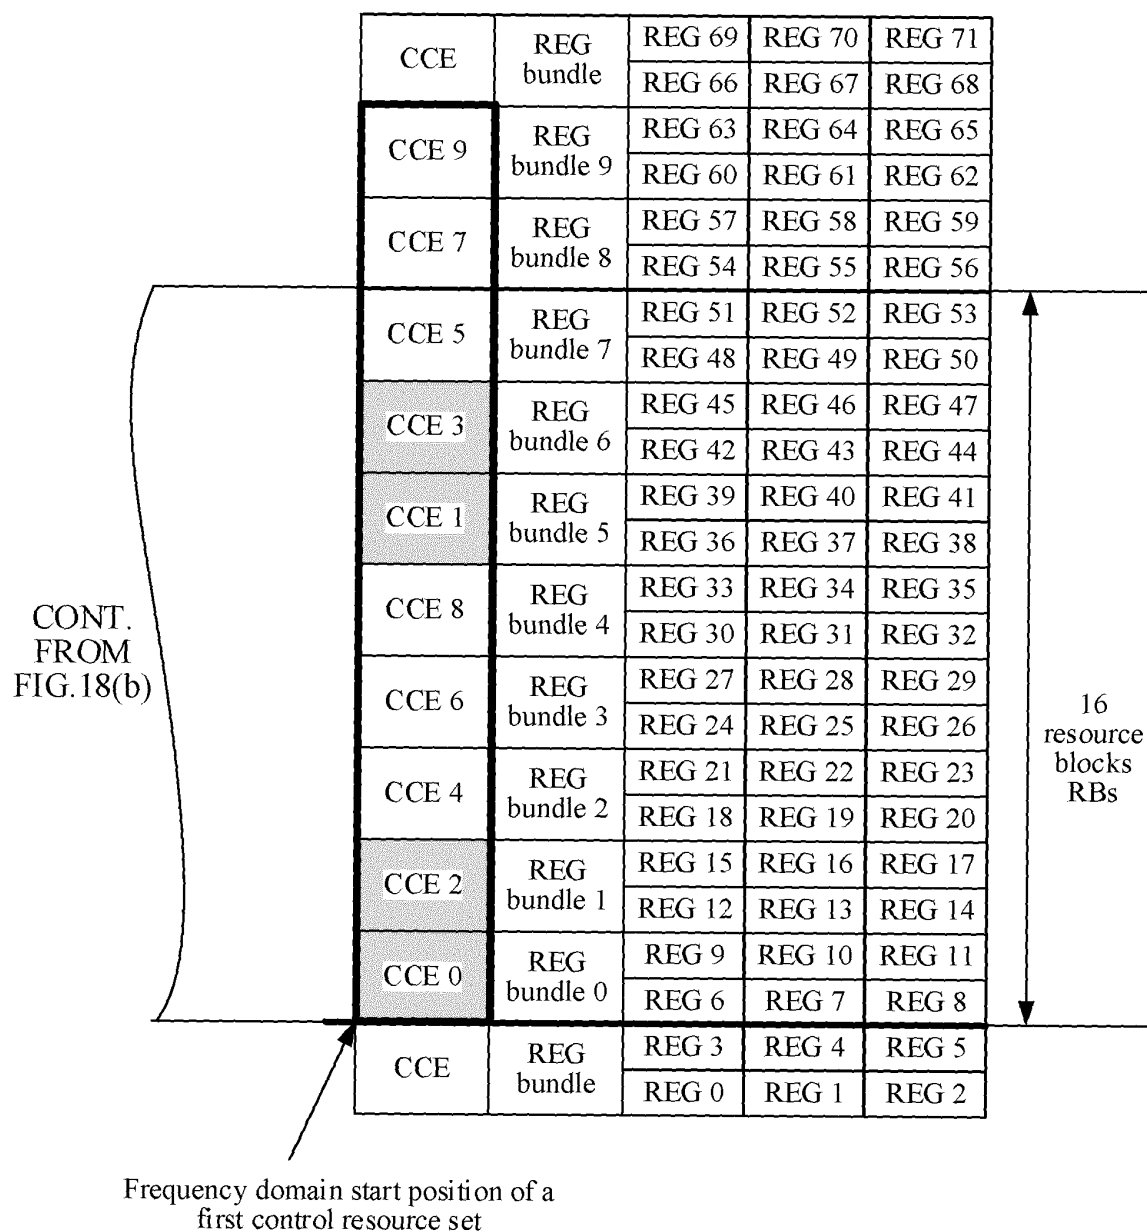 CCE
REG
bundle
REG 69
REG 70
REG 71
REG 66
REG 67
REG 68
CCE 9
REG
bundle 9
REG 63
REG 64
REG 65
REG 60
REG 61
REG 62
CCE 7
REG
bundle 8
REG 57
REG 58
REG 59
REG 54
REG 55
REG 56
CCE 5
REG
bundle 7
REG 51
REG 52
REG 53
REG 48
REG 49
REG 50
CCE 3
REG
bundle 6
REG 45
REG 46
REG 47
REG 42
REG 43
REG 44
CCE 1
REG
bundle 5
REG 39
REG 40
REG 41
REG 36
REG 37
REG 38
CCE 8
REG
bundle 4
REG 33
REG 34
REG 35
REG 30
REG 31
REG 32
CONT.
FROM
FIG.18(b)
CCE 6
REG
bundle 3
REG 27
REG 28
REG 29
REG 24
REG 25
REG 26
16
resource
blocks
RBs
CCE 4
REG
bundle 2
REG 21
REG 22
REG 23
REG 18
REG 19
REG 20
CCE 2
REG
bundle 1
REG 15
REG 16
REG 17
REG 12
REG 13
REG 14
CCE 0
REG
bundle 0
REG 9
REG 10
REG 11
REG 6
REG 7
REG 8
CCE
REG
bundle
REG 3
REG 4
REG 5
REG 0
REG 1
REG 2
Frequency domain start position of a
first control resource set